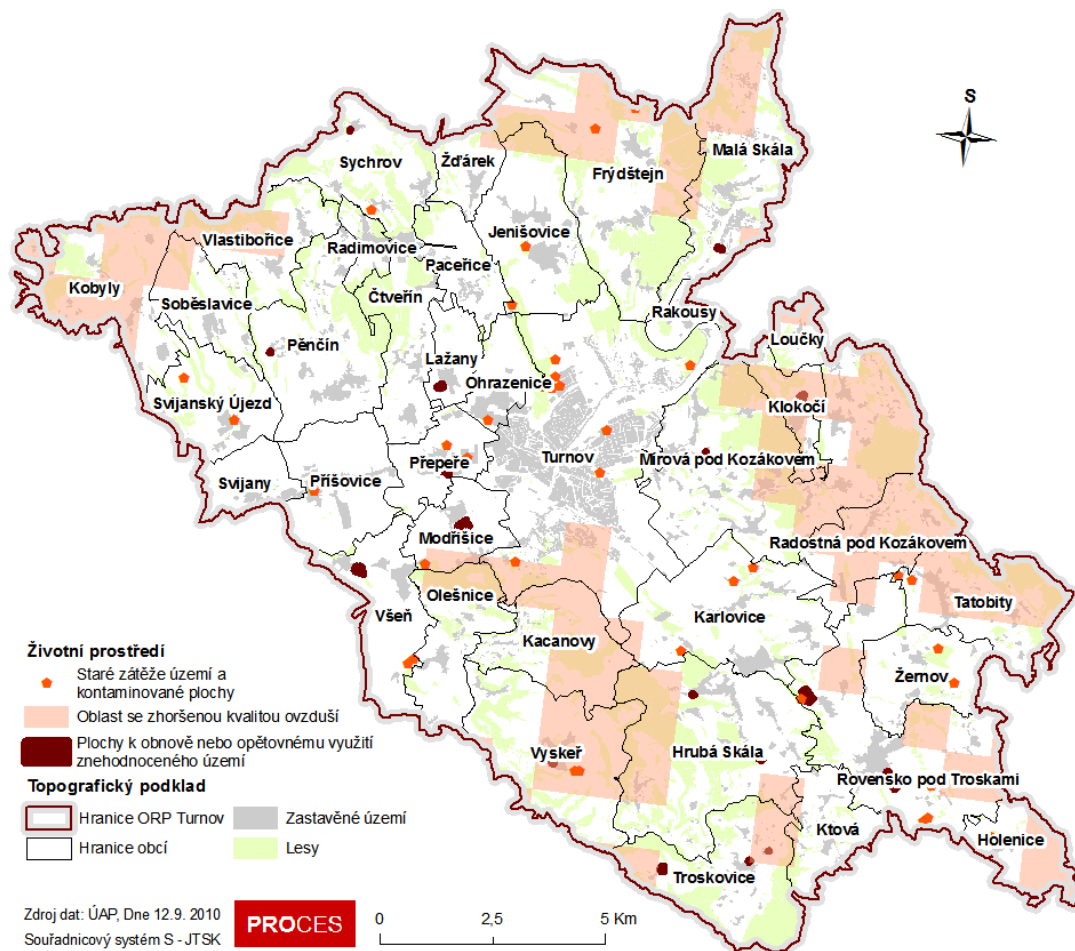 S
Malá Skála
Sychrov
Žďárek
Frýdštejn
Jenišovice
Vlastibořice
Radimovice
Paceřice
Kobyly
Čtveřín
Soběslavice
Rakousy
Pěnčín
Loučky
Lažany
Ohrazenice
Svijanský Újezd
Klokočí
Turnov
Mírová pod Kozákovem
Přepeře
Svijany
Příšovice
Modřišice
Radostná pod Kozákovem
Olešnice
Tatobity
Všeň
Karlovice
Kacanovy
Žernov
Vyskeř
Hrubá Skála
Rovensko pod Troskami
Ktová
Holenice
Troskovice
Životní prostředí
Staré zátěže území a
kontaminované plochy
Oblast se zhoršenou kvalitou ovzduší
Plochy k obnově nebo opětovnému využití
znehodnoceného území
Topografický podklad
Hranice ORP Turnov
Zastavěné území
Hranice obcí
Lesy
Zdroj dat: ÚAP, Dne 12.9. 2010
Souřadnicový systém S - JTSK
PROCES
0 2,5 5 Km